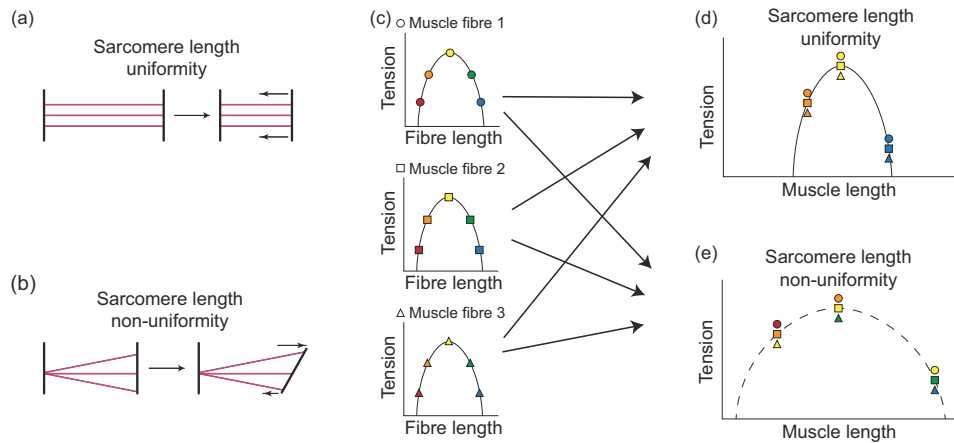 (a)
Sarcomere length
uniformity
(b)
Sarcomere length
non-uniformity
(c)
Muscle fibre 1
Tension
Fibre length
Muscle fibre 2
Tension
Fibre length
Muscle fibre 3
Tension
Fibre length
(d)
Sarcomere length
uniformity
Tension
Muscle length
(e)
Sarcomere length
non-uniformity
Tension
Muscle length